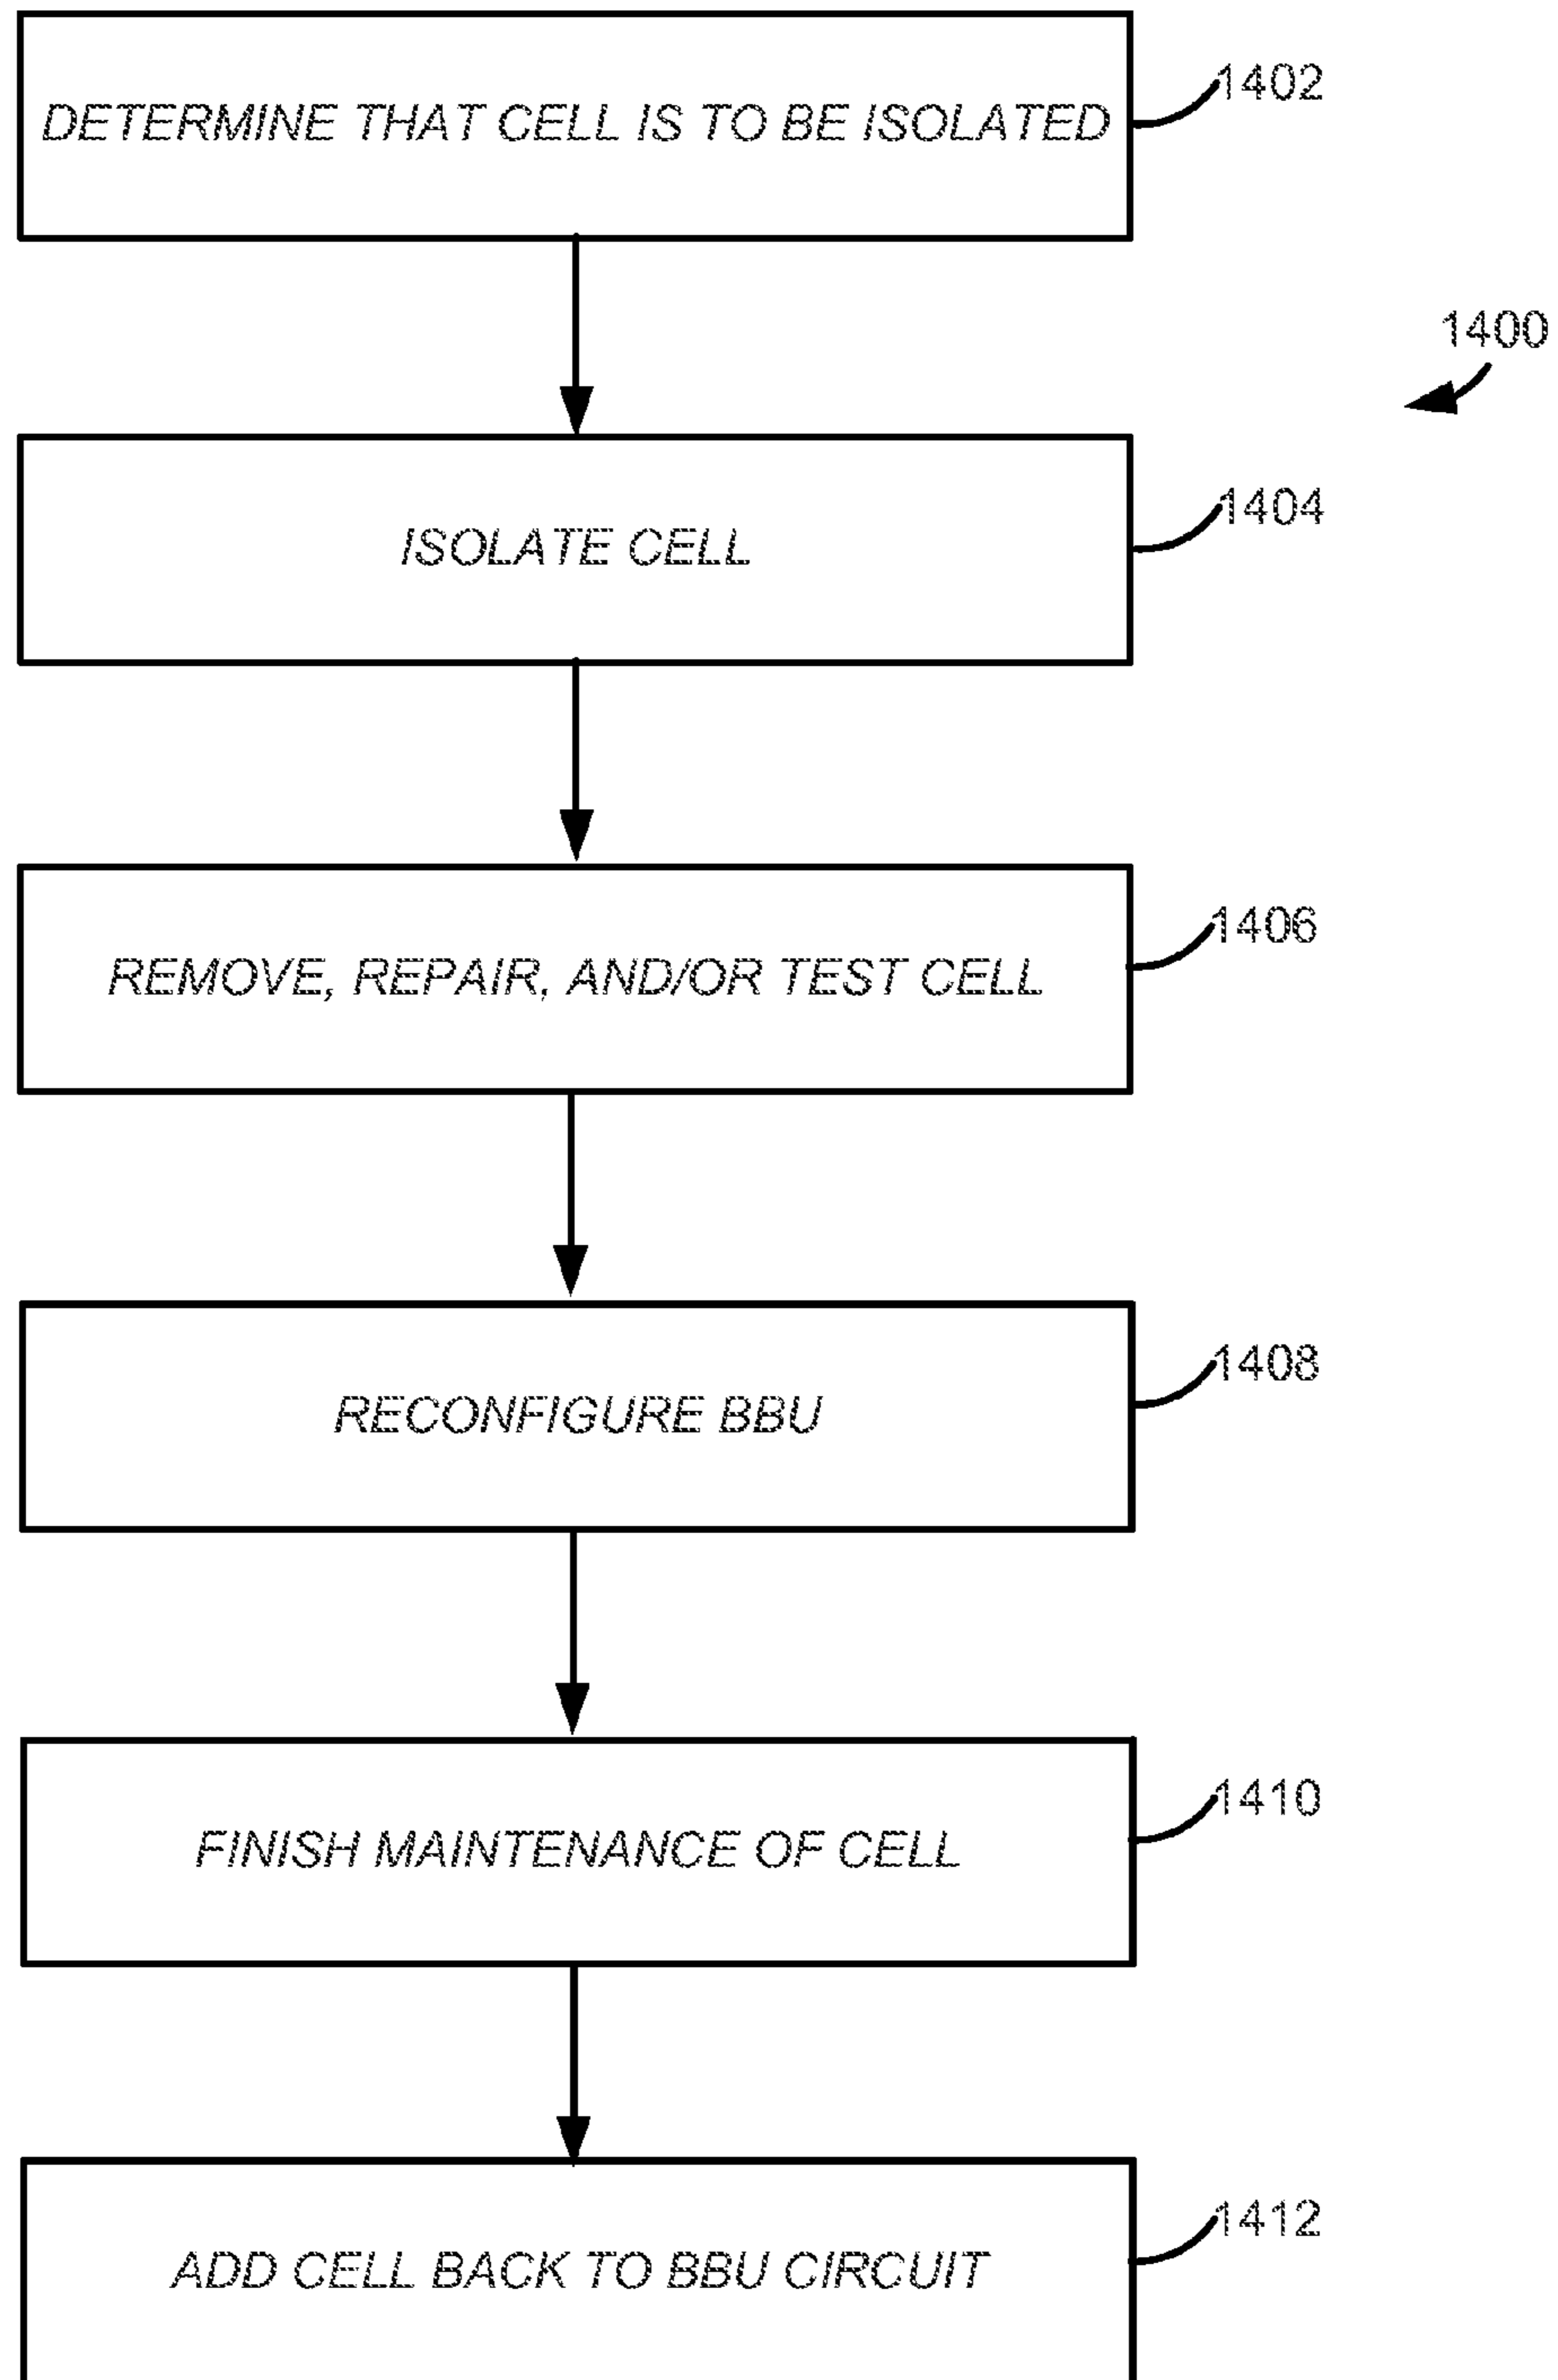 DETERMINE THAT CELL IS TO BE ISOLATED
1402
1400
ISOLATE CELL
1404
REMOVE, REPAIR, AND/OR TEST CELL
1406
RECONFIGURE BBU
1408
FINISH MAINTENANCE OF CELL
1410
ADD CELL BACK TO BBU CIRCUIT
1412